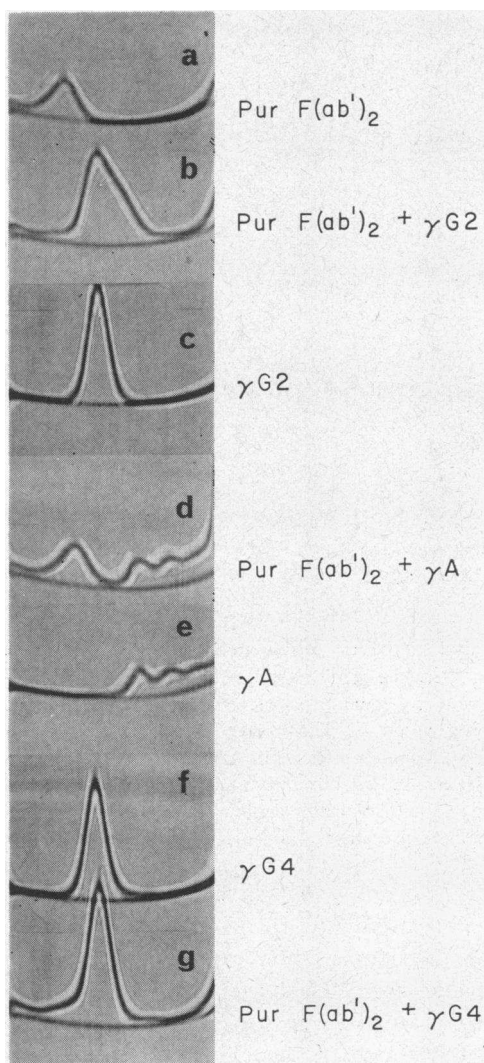 a
Pur F(ab')₂
b
Pur F(ab')₂ + γG2
c
γG2
d
Pur F(ab')₂ + γA
e
γA
f
γG4
g
Pur F(ab')₂ + γG4